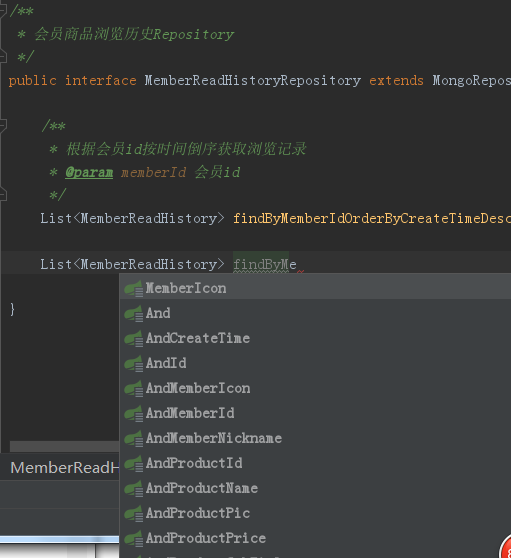 /**
* 会员商品浏览历史Repository
*/
public interface MemberReadHistoryRepository extends MongoRepos
/**
* 根据会员id按时间倒序获取浏览记录
* @param memberId 会员id
*/
List<MemberReadHistory> findByMemberIdOrderByCreateTimeDesc
List<MemberReadHistory> findByMe
MemberIcon
And
}
AndCreateTime
AndId
AndMemberIcon
AndMemberId
AndMemberNickname
AndProductId
MemberReadH
AndProductName
AndProductPic
AndProductPrice